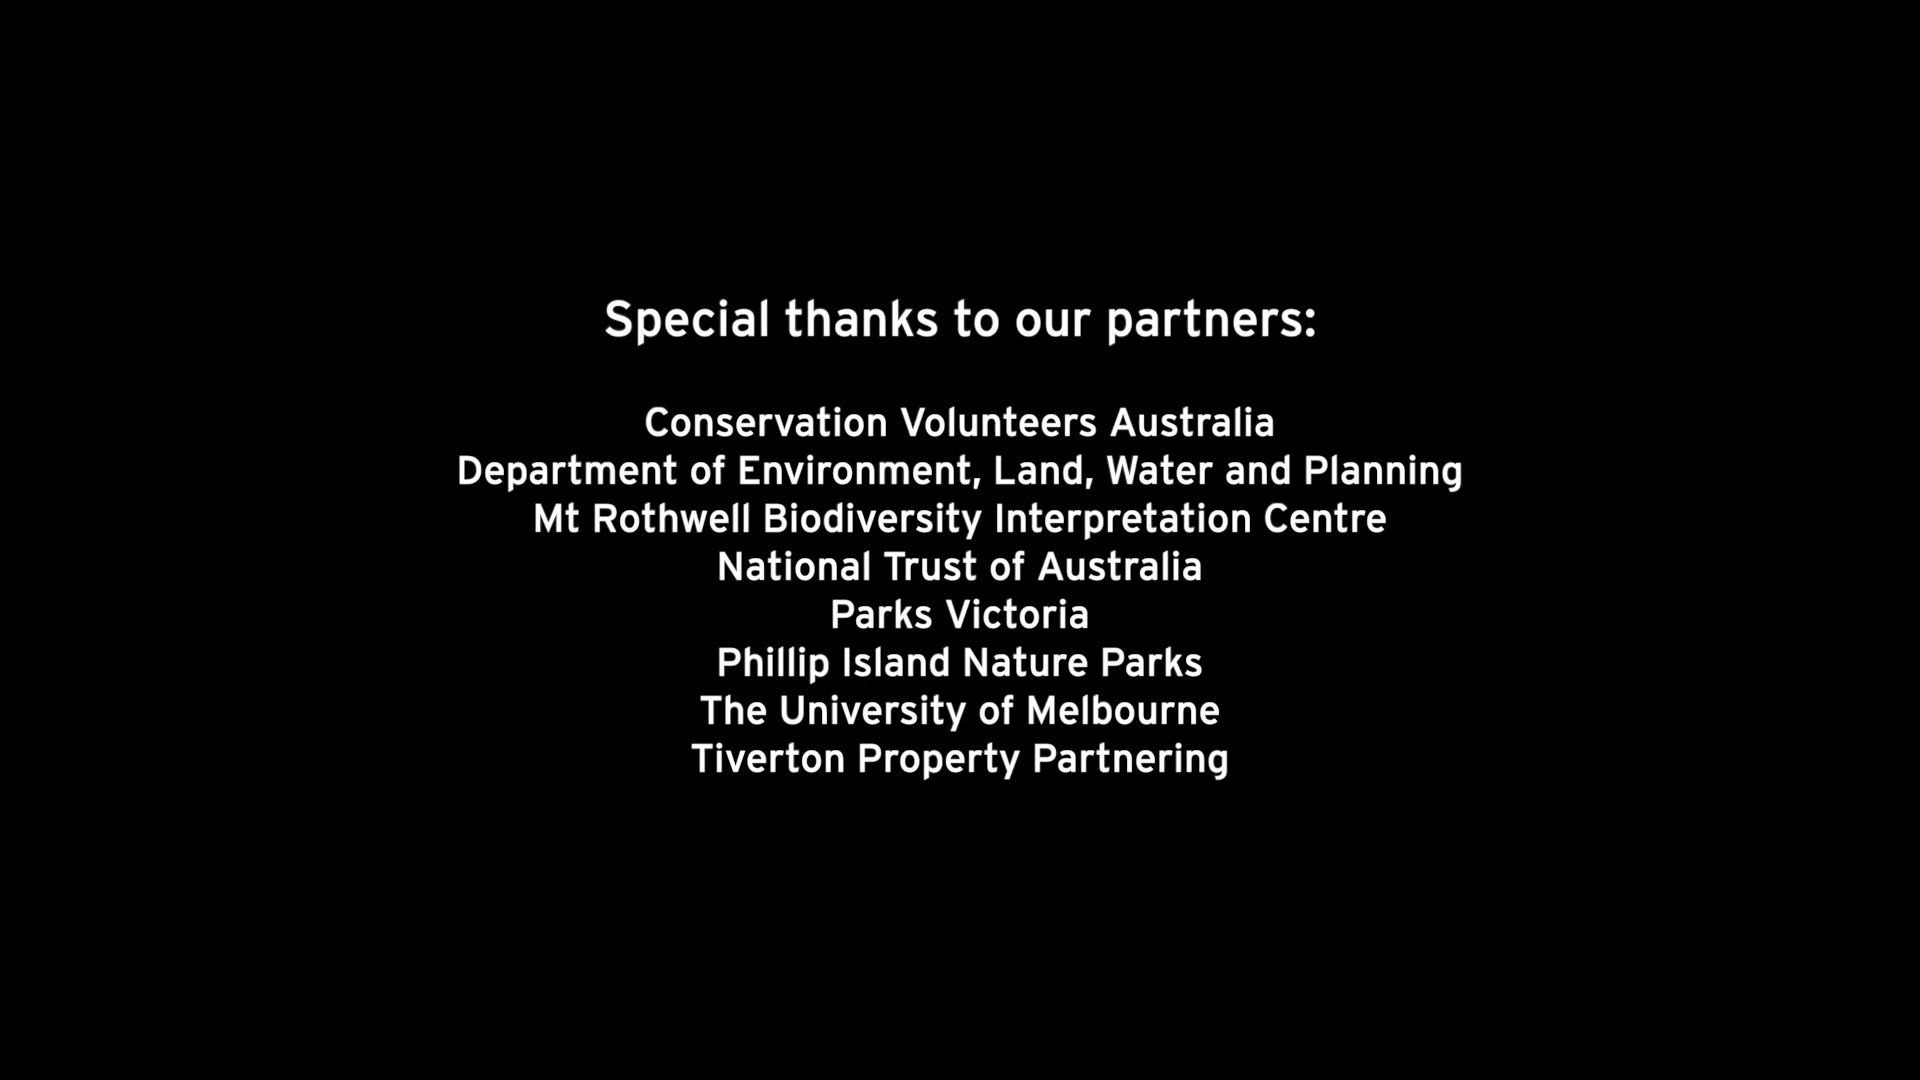 Special thanks to our partners:
Conservation Volunteers Australia
Department of Environment, Land, Water and Planning
Mt Rothwell Biodiversity Interpretation Centre
National Trust of Australia
Parks Victoria
Phillip Island Nature Parks
The University of Melbourne
Tiverton Property Partnering